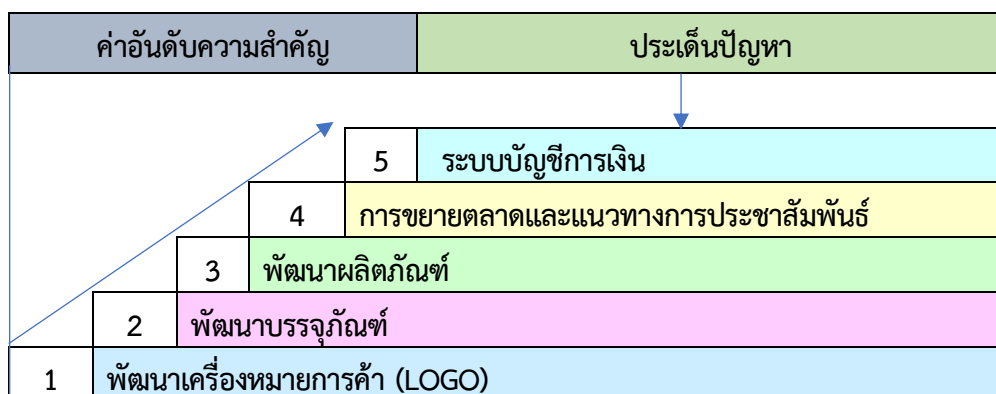 ค่าอันดับความสำคัญ ประเด็นปัญหา
5 ระบบบัญชีการเงิน
4 การขยายตลาดและแนวทางการประชาสัมพันธ์
3 พัฒนาผลิตภัณฑ์
2 พัฒนาบรรจุภัณฑ์
1 พัฒนาเครื่องหมายการค้า (LOGO)